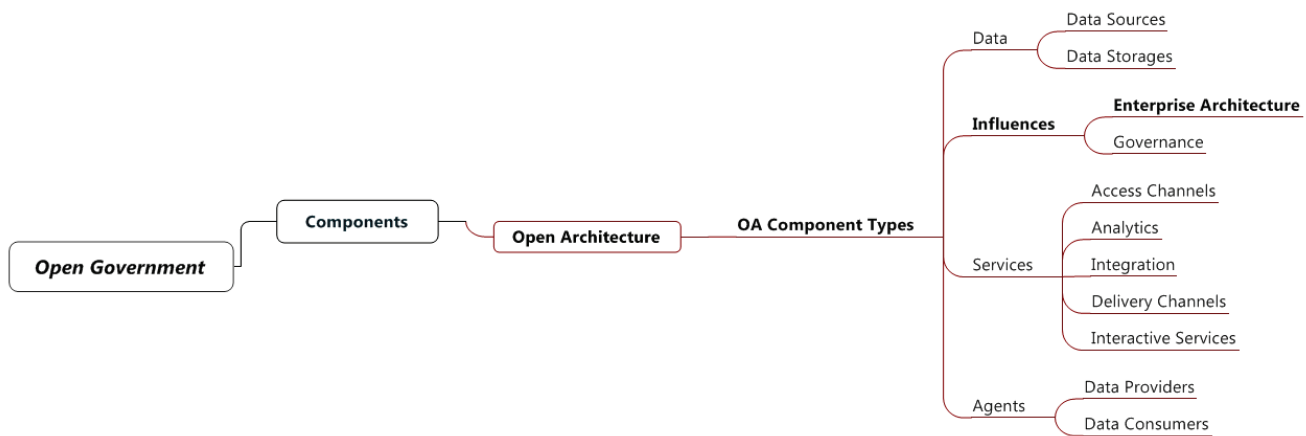 Open Government
Components
Open Architecture
OA Component Types
Data
Data Sources
Data Storages
Influences
Enterprise Architecture
Governance
Services
Access Channels
Analytics
Integration
Delivery Channels
Interactive Services
Agents
Data Providers
Data Consumers